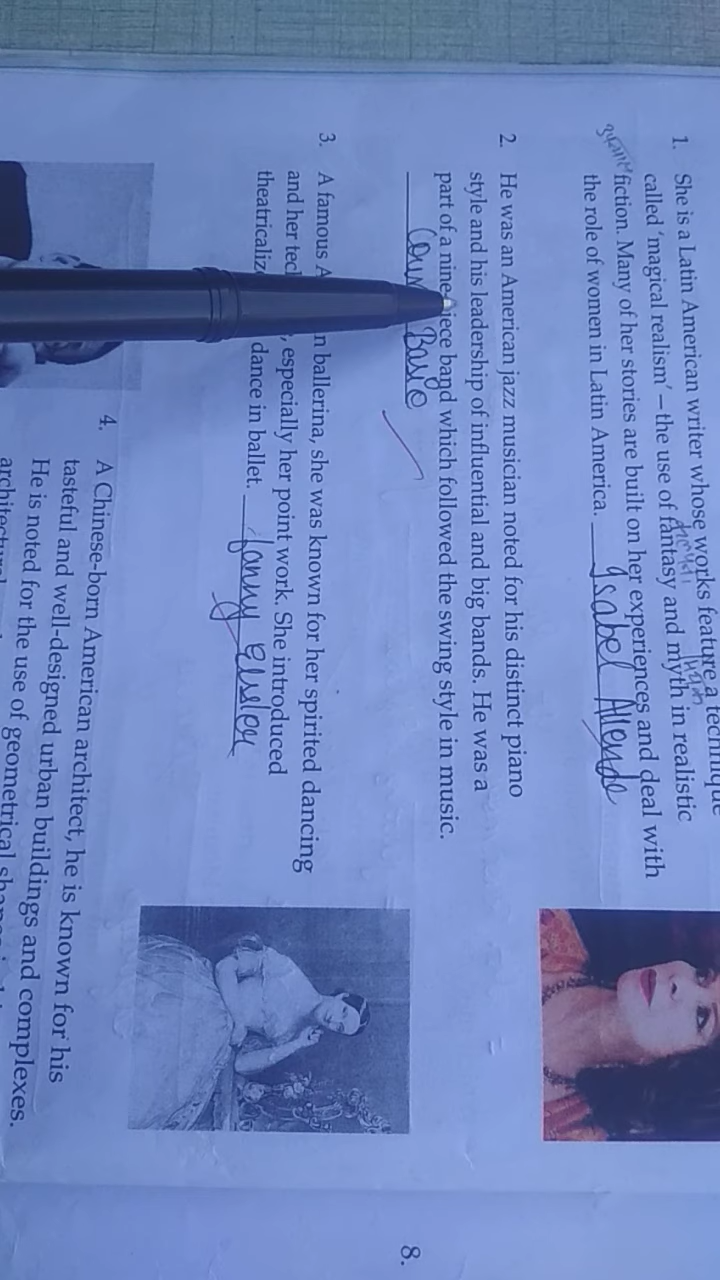 1. She is a Latin American writer whose works feature a technique
called 'magical realism' – the use of fantasy and myth in realistic
fiction. Many of her stories are built on her experiences and deal with
the role of women in Latin America. Isabel Allende
2. He was an American jazz musician noted for his distinct piano
style and his leadership of influential and big bands. He was a
part of a nine piece band which followed the swing style in music.
3. A famous A n ballerina, she was known for her spirited dancing
and her tec , especially her point work. She introduced
theatricaliz dance in ballet. Fanny Elssler
4. A Chinese-born American architect, he is known for his
tasteful and well-designed urban buildings and complexes.
He is noted for the use of geometrical
8.